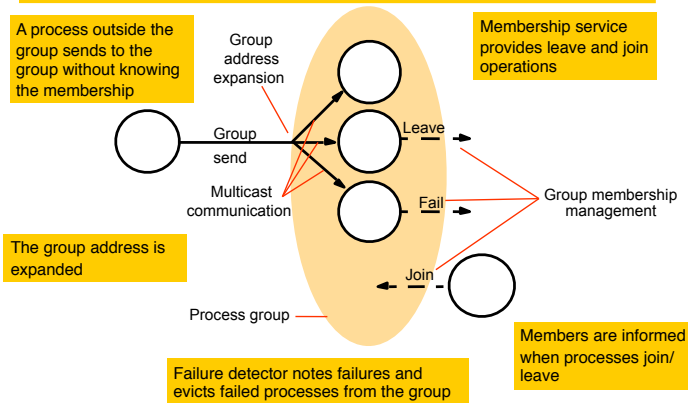 A process outside the
group sends to the
group without knowing
the membership
Group
address
expansion
Membership service
provides leave and join
operations
Group
send
Leave
Multicast
communication
Fail
Group membership
management
The group address is
expanded
Join
Process group
Members are informed
when processes join/
leave
Failure detector notes failures and
evicts failed processes from the group